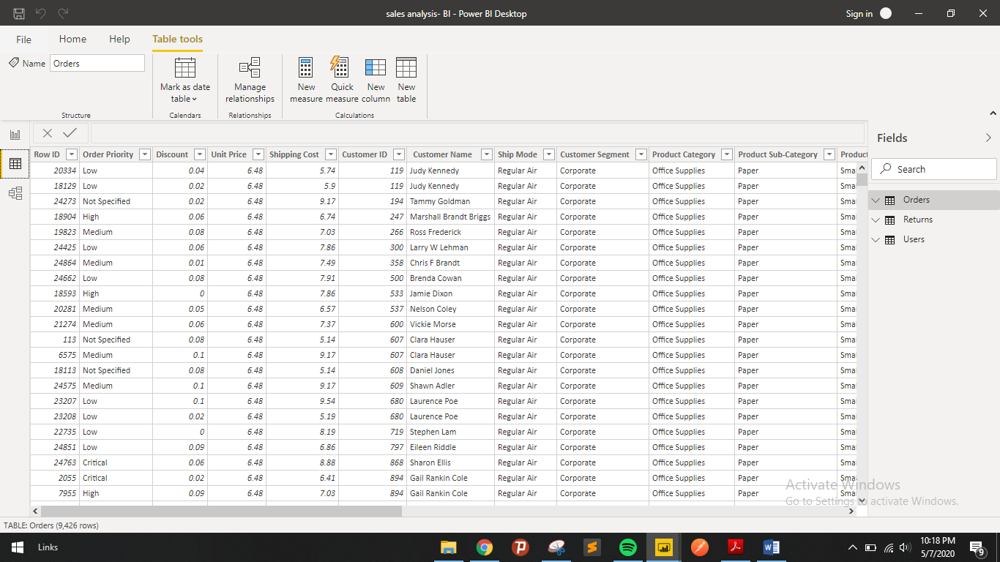 sales analysis- BI - Power BI Desktop
Sign in
File Home Help Table tools
Name Orders
Mark as date table
Manage relationships
New measure
Quick measure
New column
New table
Structure Calendars Relationships Calculations
Fields
Search
Orders
Returns
Users
Row ID Order Priority Discount Unit Price Shipping Cost Customer ID Customer Name Ship Mode Customer Segment Product Category Product Sub-Category Product
20334 Low 0.04 6.48 5.74 119 Judy Kennedy Regular Air Corporate Office Supplies Paper Sma
18129 Low 0.02 6.48 5.9 119 Judy Kennedy Regular Air Corporate Office Supplies Paper Sma
24273 Not Specified 0.02 6.48 9.17 194 Tammy Goldman Regular Air Corporate Office Supplies Paper Sma
18904 High 0.06 6.48 6.74 247 Marshall Brandt Briggs Regular Air Corporate Office Supplies Paper Sma
19823 Medium 0.08 6.48 7.03 266 Ross Frederick Regular Air Corporate Office Supplies Paper Sma
24425 Low 0.06 6.48 7.86 300 Larry W Lehman Regular Air Corporate Office Supplies Paper Sma
24864 Medium 0.01 6.48 7.49 358 Chris F Brandt Regular Air Corporate Office Supplies Paper Sma
24662 Low 0.08 6.48 7.91 500 Brenda Cowan Regular Air Corporate Office Supplies Paper Sma
18593 High 0 6.48 7.86 533 Jamie Dixon Regular Air Corporate Office Supplies Paper Sma
20281 Medium 0.05 6.48 6.57 537 Nelson Coley Regular Air Corporate Office Supplies Paper Sma
21274 Medium 0.06 6.48 7.37 600 Vickie Morse Regular Air Corporate Office Supplies Paper Sma
113 Not Specified 0.08 6.48 5.14 607 Clara Hauser Regular Air Corporate Office Supplies Paper Sma
6575 Medium 0.1 6.48 9.17 607 Clara Hauser Regular Air Corporate Office Supplies Paper Sma
18113 Not Specified 0.08 6.48 5.14 608 Daniel Jones Regular Air Corporate Office Supplies Paper Sma
24575 Medium 0.1 6.48 9.17 609 Shawn Adler Regular Air Corporate Office Supplies Paper Sma
23207 Low 0.1 6.48 9.54 680 Laurence Poe Regular Air Corporate Office Supplies Paper Sma
23208 Low 0.02 6.48 5.19 680 Laurence Poe Regular Air Corporate Office Supplies Paper Sma
22735 Low 0 6.48 8.19 719 Stephen Lam Regular Air Corporate Office Supplies Paper Sma
24851 Low 0.09 6.48 6.86 797 Eileen Riddle Regular Air Corporate Office Supplies Paper Sma
24763 Critical 0.06 6.48 8.88 868 Sharon Ellis Regular Air Corporate Office Supplies Paper Sma
2055 Critical 0.02 6.48 6.41 894 Gail Rankin Cole Regular Air Corporate Office Supplies Paper Sma
7955 High 0.09 6.48 7.03 894 Gail Rankin Cole Regular Air Corporate Office Supplies Paper Sma
Activate Windows
Go to Settings to activate Windows.
TABLE: Orders (9,426 rows)
Links
10:18 PM
5/7/2020
9